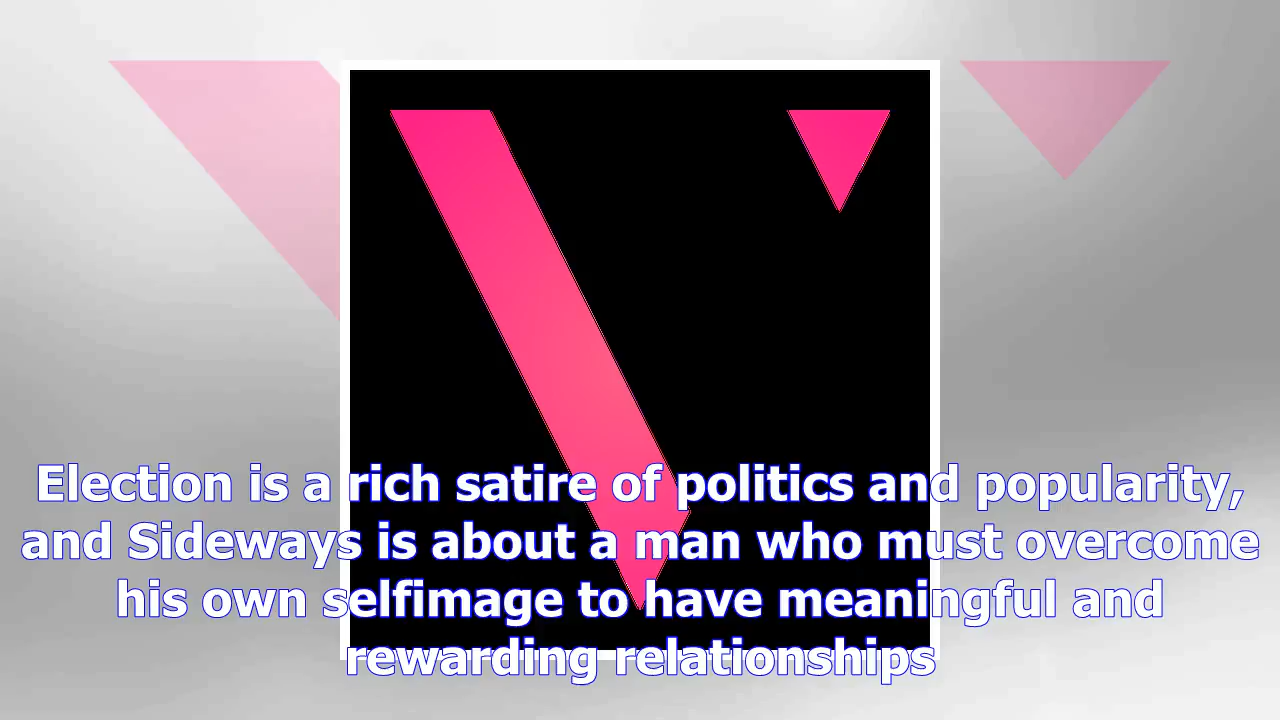 Election is a rich satire of politics and popularity,
and Sideways is about a man who must overcome
his own selfimage to have meaningful and
rewarding relationships